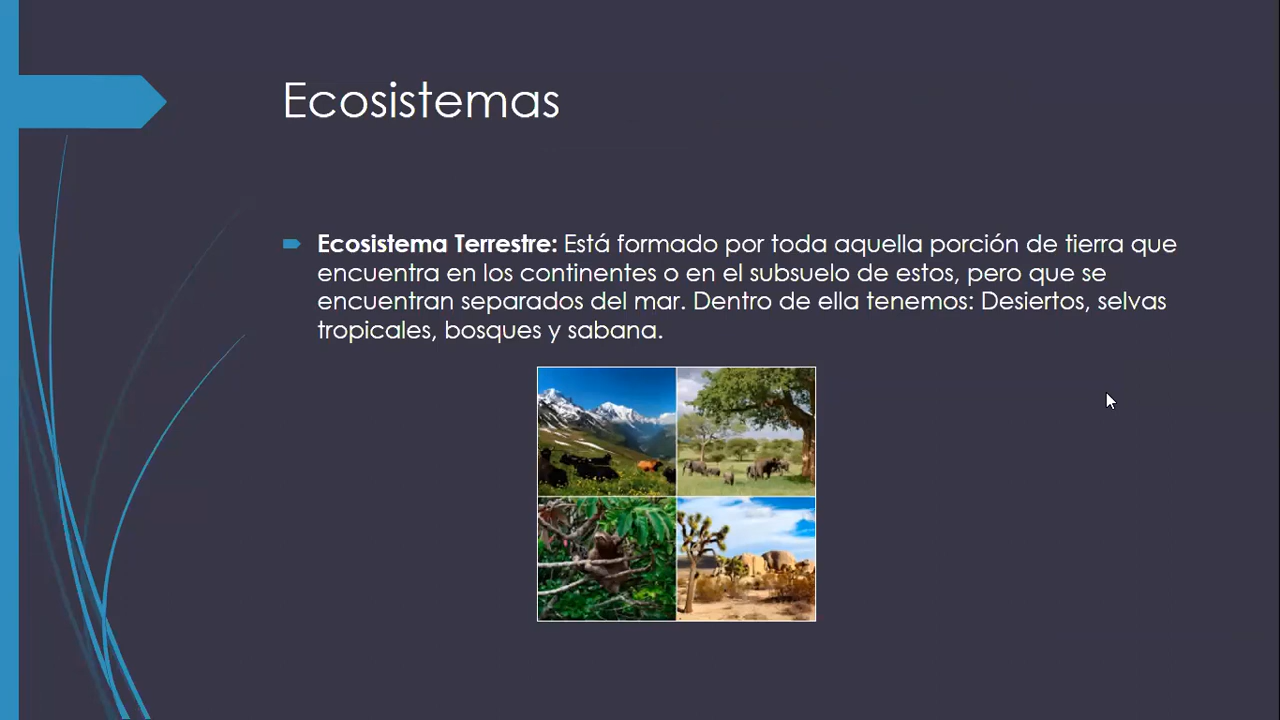 Ecosistemas
Ecosistema Terrestre: Está formado por toda aquella porción de tierra que
encuentra en los continentes o en el subsuelo de estos, pero que se
encuentran separados del mar. Dentro de ella tenemos: Desiertos, selvas
tropicales, bosques y sabana.